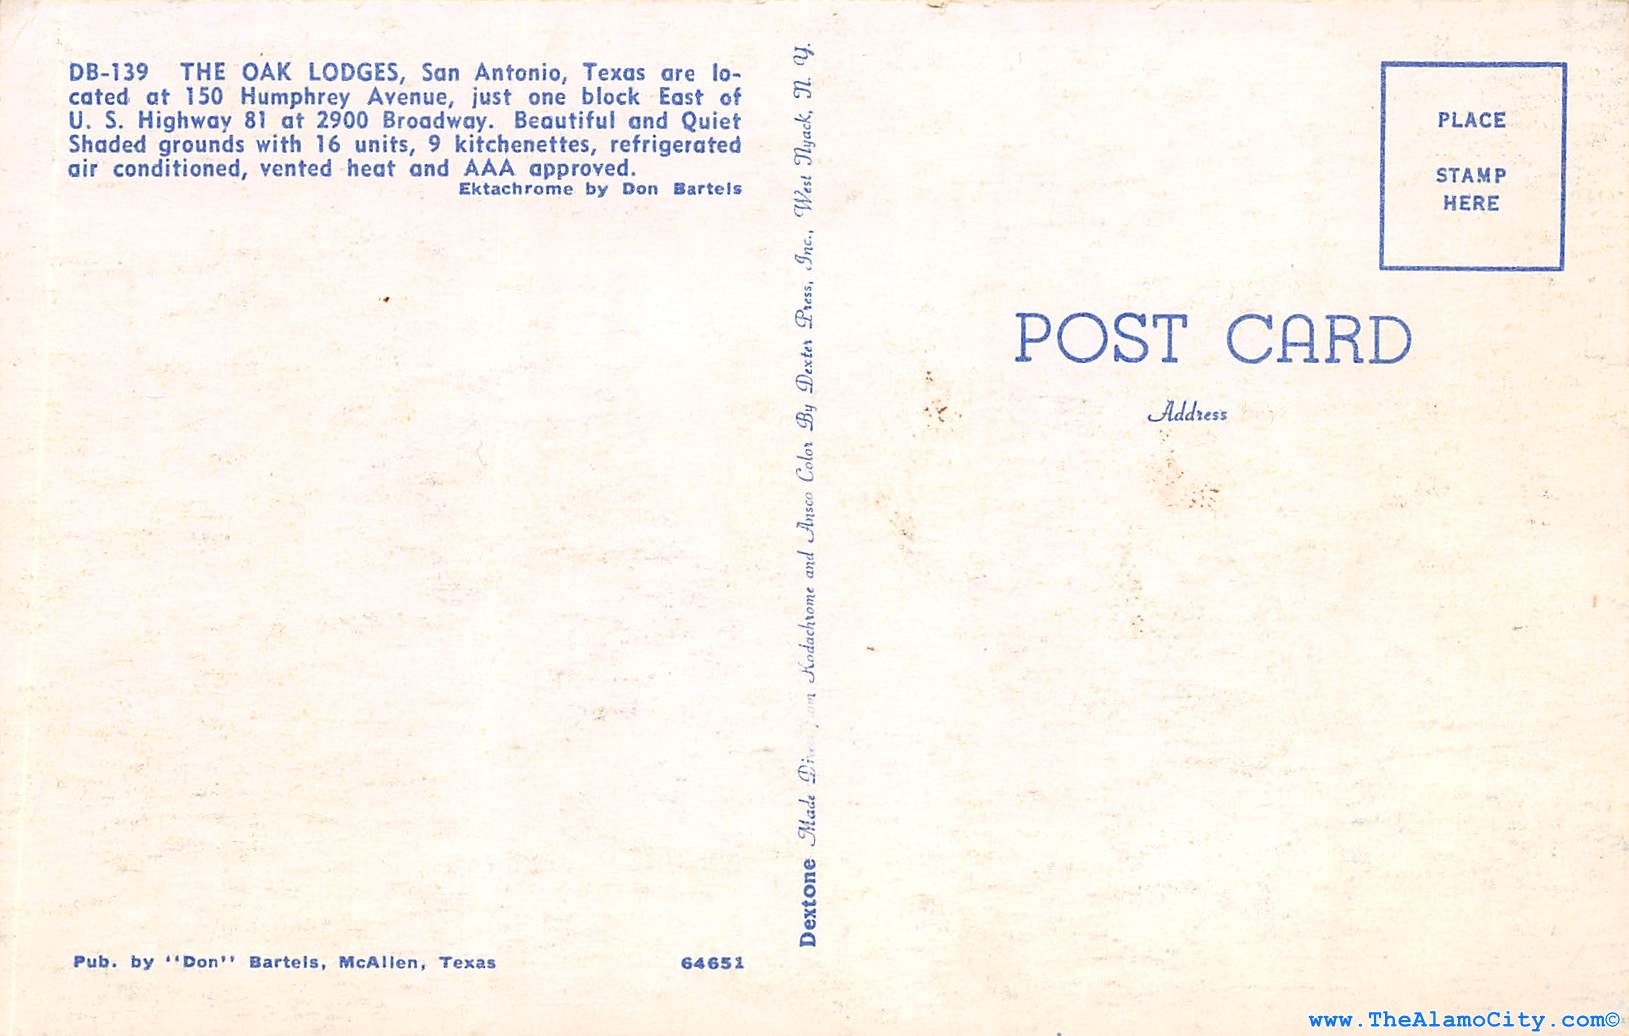 DB-139 THE OAK LODGES, San Antonio, Texas are lo-
cated at 150 Humphrey Avenue, just one block East of
U. S. Highway 81 at 2900 Broadway. Beautiful and Quiet
Shaded grounds with 16 units, 9 kitchenettes, refrigerated
air conditioned, vented heat and AAA approved.
Ektachrome by Don Bartels
Pub. by "Don" Bartels, McAllen, Texas
64651
Dextone Made Direct from Kodachrome and Ansco Color By Dexter Press, Inc., West Nyack, N. Y.
PLACE
STAMP
HERE
POST CARD
Address
www.TheAlamoCity.com©